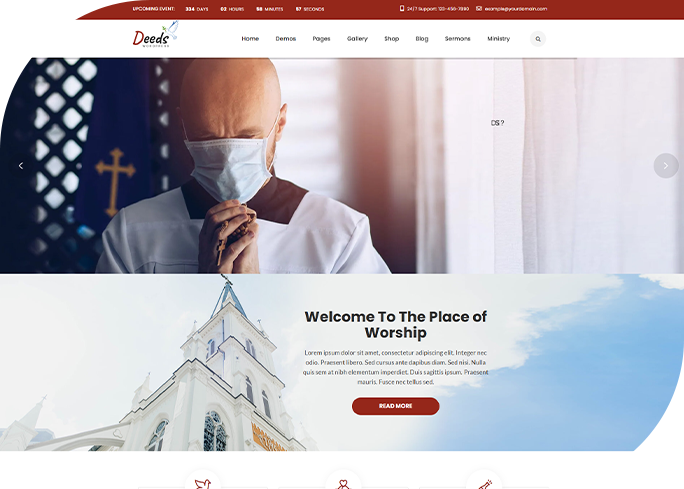 UPCOMING EVENT: 334 DAYS 02 HOURS 58 MINUTES 57 SECONDS 24/7 Support: 123-456-7890 example@yourdomain.com
Deeds
Home Demos Pages Gallery Shop Blog Sermons Ministry
Welcome To The Place of
Worship
Lorem ipsum dolor sit amet, consectetur adipiscing elit. Integer nec
odio. Praesent libero. Sed cursus ante dapibus diam. Sed nisi. Nulla
quis sem at nibh elementum imperdiet. Duis sagittis ipsum. Praesent
mauris. Fusce nec tellus sed.
READ MORE